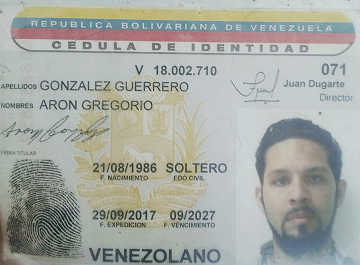 REPUBLICA BOLIVARIANA DE VENEZUELA
CEDULA DE IDENTIDAD
V 18.002.710
071
APELLIDOS GONZALEZ GUERRERO
Juan Dugarte
Director
NOMBRES ARON GREGORIO
FIRMA TITULAR
21/08/1986 SOLTERO
F. NACIMIENTO EDO CIVIL
29/09/2017 09/2027
F. EXPEDICION F. VENCIMIENTO
VENEZOLANO